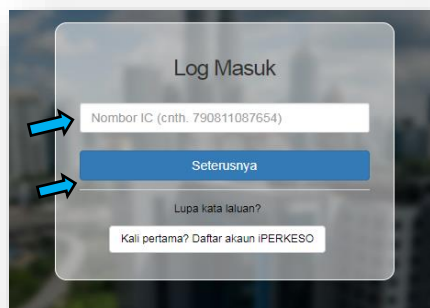 Log Masuk
Nombor IC (cnth. 790811087654)
Seterusnya
Lupa kata laluan?
Kali pertama? Daftar akaun iPERKESO